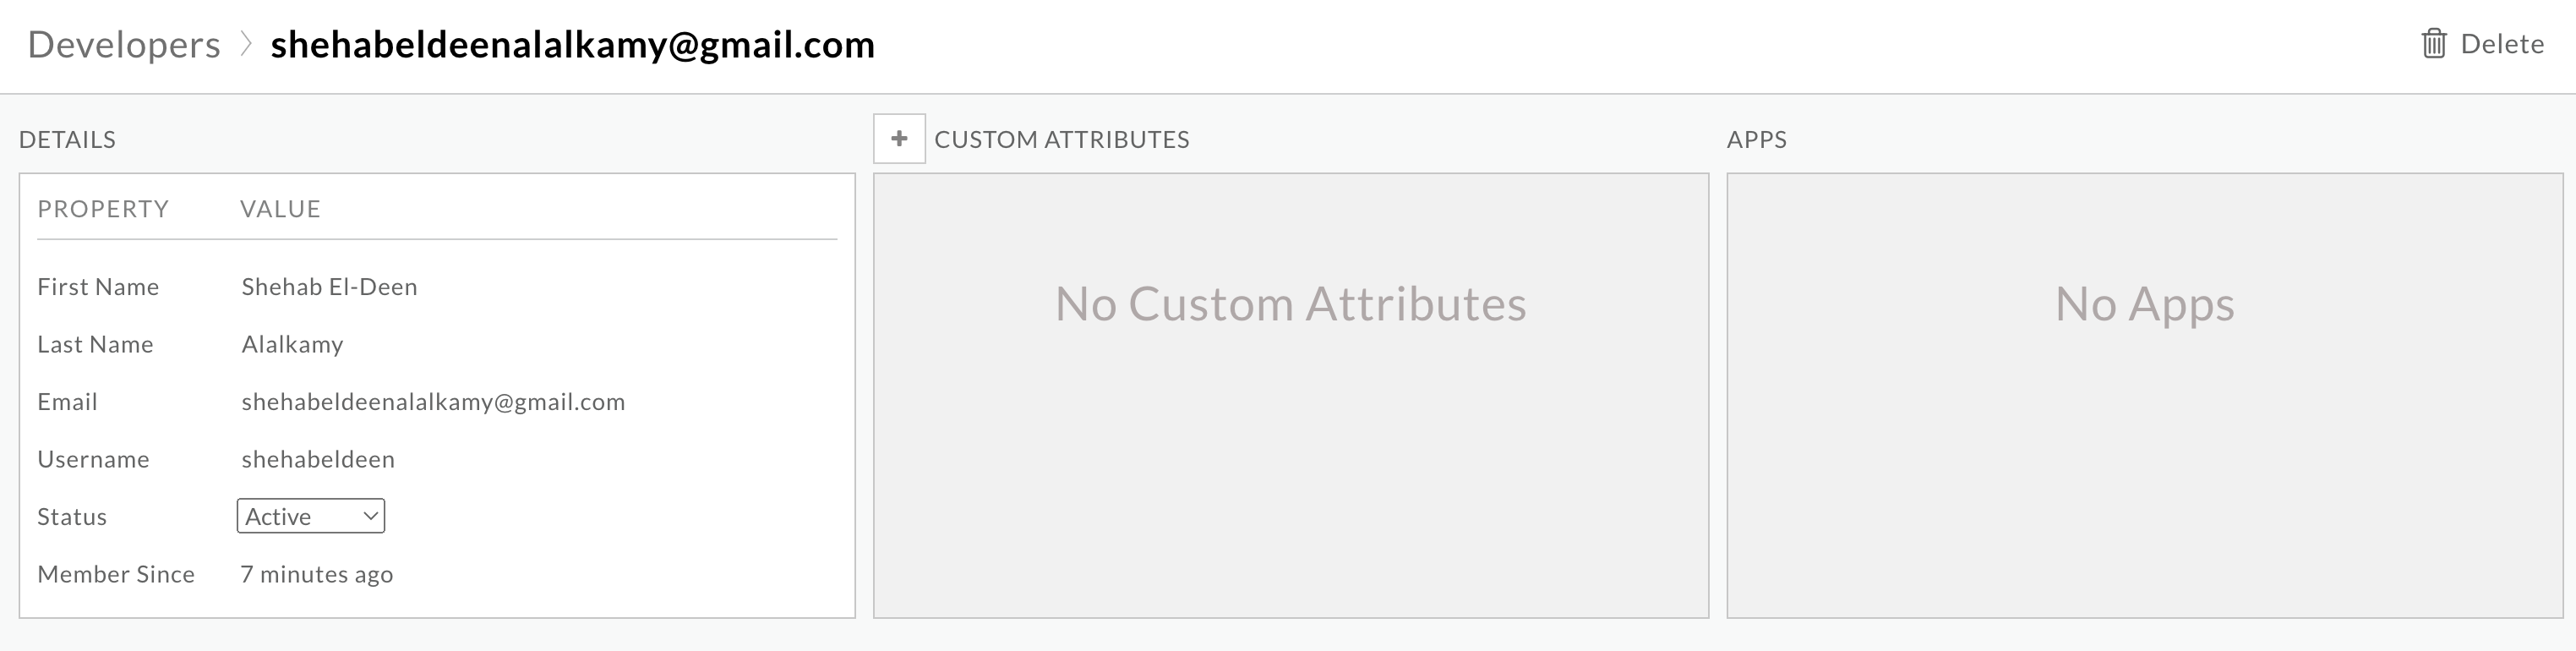 Developers > shehabeldeenalalkamy@gmail.com
Delete
DETAILS
PROPERTY VALUE
First Name Shehab El-Deen
Last Name Alalkamy
Email shehabeldeenalalkamy@gmail.com
Username shehabeldeen
Status Active
Member Since 7 minutes ago
+ CUSTOM ATTRIBUTES
No Custom Attributes
APPS
No Apps